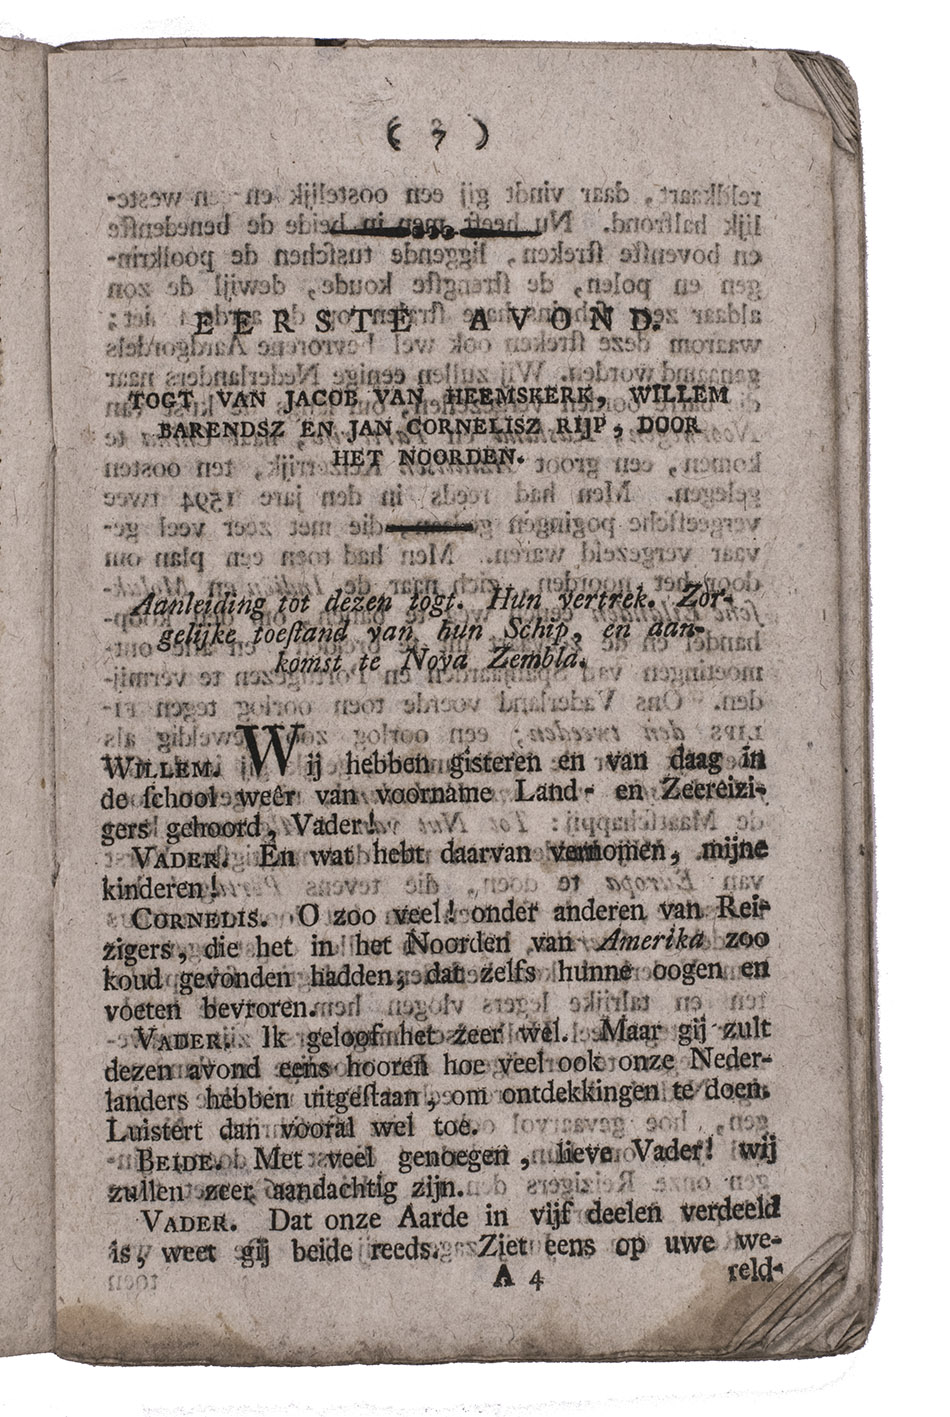 ( 7 )
EERSTE AVOND.
TOGT VAN JACOB VAN HEEMSKERK, WILLEM
BARENDSZ EN JAN CORNELISZ RIJP, DOOR
HET NOORDEN.
Aanleiding tot dezen togt. Hun vertrek. Zor-
gelijke toeſtand van hun Schip, en aan-
komst te Nova Zembla.
WILLEM. Wij hebben gisteren en van daag in
de ſchool weêr van voorname Land- en Zeereizi-
gers gehoord, Vader!
VADER. En wat hebt daarvan vernomen, mijne
kinderen!
CORNELIS. O zoo veel! onder anderen van Rei-
zigers, die het in het Noorden van Amerika zoo
koud gevonden hadden, dat zelfs hunne oogen en
voeten bevroren.
VADER. Ik geloof het zeer wel. Maar gij zult
dezen avond eens hooren hoe veel ook onze Neder-
landers hebben uitgeſtaan, om ontdekkingen te doen.
Luistert dan vooral wel toe.
BEIDE. Met veel genoegen, lieve Vader! wij
zullen zeer aandachtig zijn.
VADER. Dat onze Aarde in vijf deelen verdeeld
is, weet gij beide reeds. Ziet eens op uwe we-
A 4 reld-